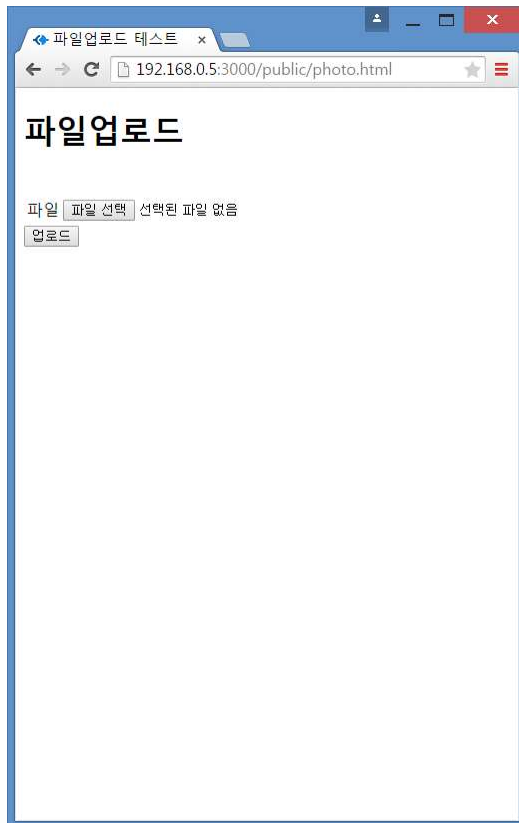 파일업로드 테스트
192.168.0.5:3000/public/photo.html
파일업로드
파일 파일 선택 선택된 파일 없음
업로드